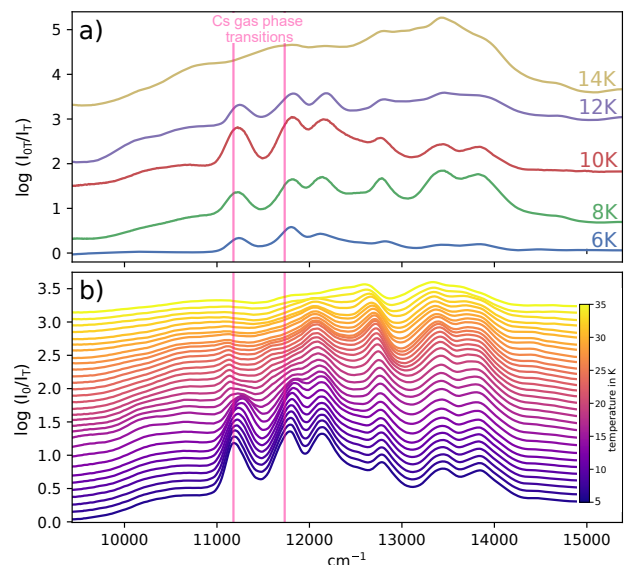 a)
Cs gas phase
transitions
log (I0T/IT)
5
4
3
2
1
0
14K
12K
10K
8K
6K
b)
log (I0/IT)
3.5
3.0
2.5
2.0
1.5
1.0
0.5
0.0
35
30
25
20
15
10
5
temperature in K
10000 11000 12000 13000 14000 15000
cm⁻¹